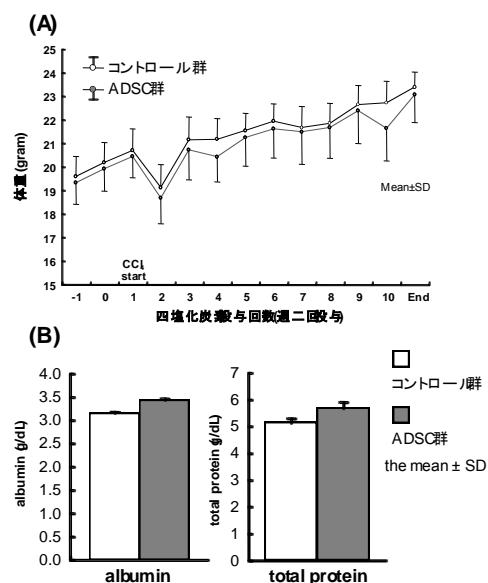 (A)
コントロール群
ADSC群
体重 (gram)
25
24
23
22
21
20
19
18
17
16
15
Mean±SD
CCl4
start
-1 0 1 2 3 4 5 6 7 8 9 10 End
四塩化炭素投与回数(週二回投与)
(B)
albumin (g/dL)
4.0
3.5
3.0
2.5
2.0
1.5
1.0
0.5
0.0
albumin
total protein (g/dL)
7
6
5
4
3
2
1
0
total protein
コントロール群
ADSC群
the mean ± SD